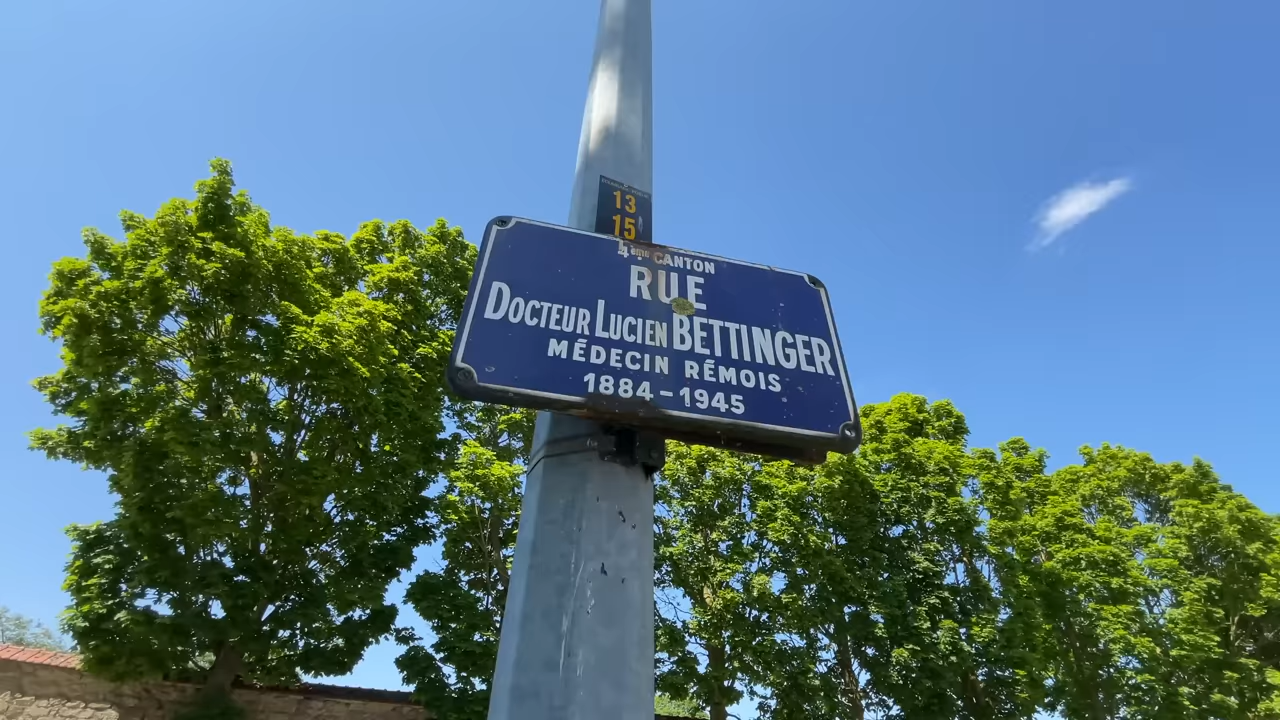 13
15
4ème CANTON
RUE
DOCTEUR LUCIEN BETTINGER
MÉDECIN RÉMOIS
1884-1945